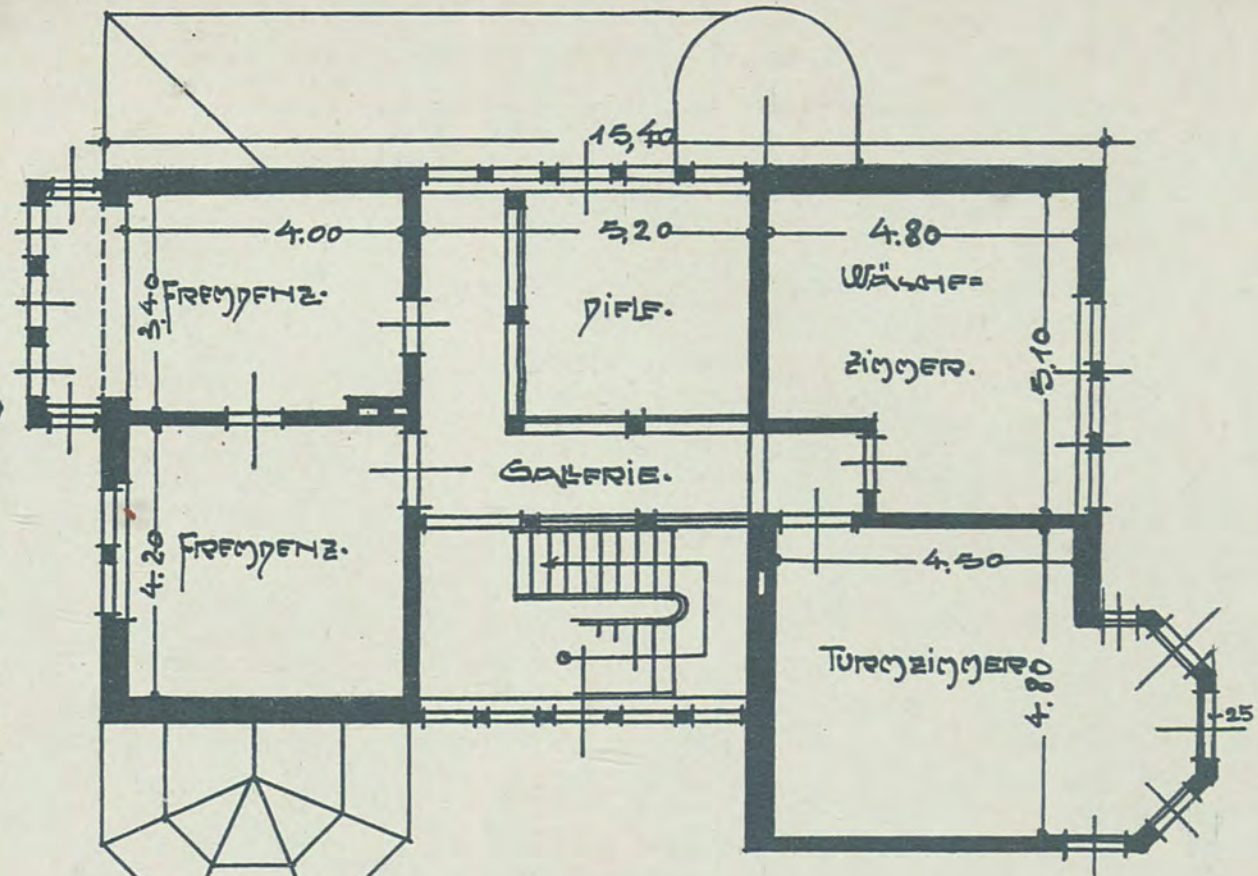 15,40
4.00
5,20
4.80
3.40
FREMDENZ.
DIELE.
WÄSCHE=
ZIMMER.
5,10
GALLERIE.
4.20
FREMDENZ.
4.50
TURMZIMMER
4.80
25